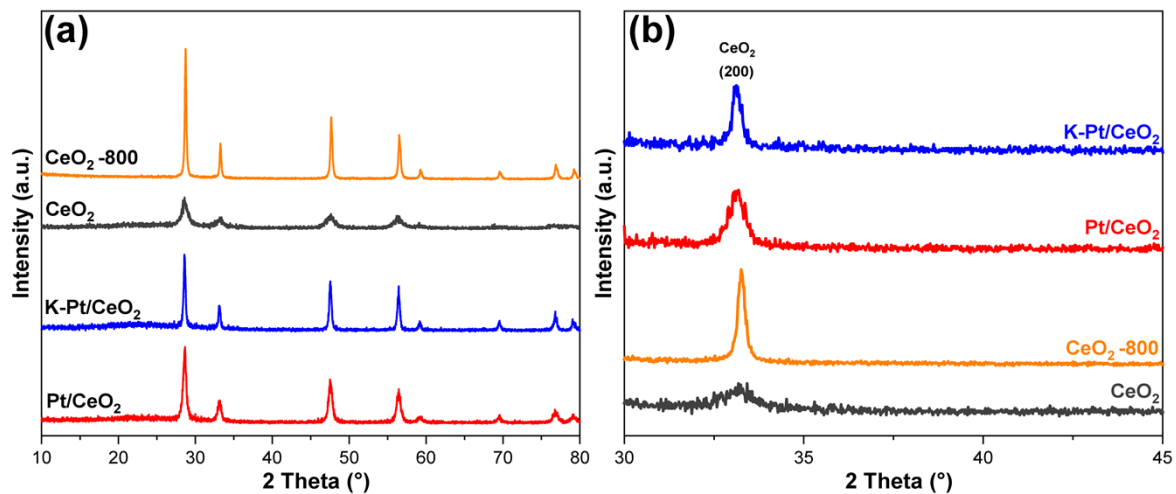 (a)
CeO₂ -800
CeO₂
K-Pt/CeO₂
Pt/CeO₂
Intensity (a.u.)
10 20 30 40 50 60 70 80
2 Theta (°)
(b)
CeO₂
(200)
K-Pt/CeO₂
Pt/CeO₂
CeO₂ -800
CeO₂
Intensity (a.u.)
30 35 40 45
2 Theta (°)